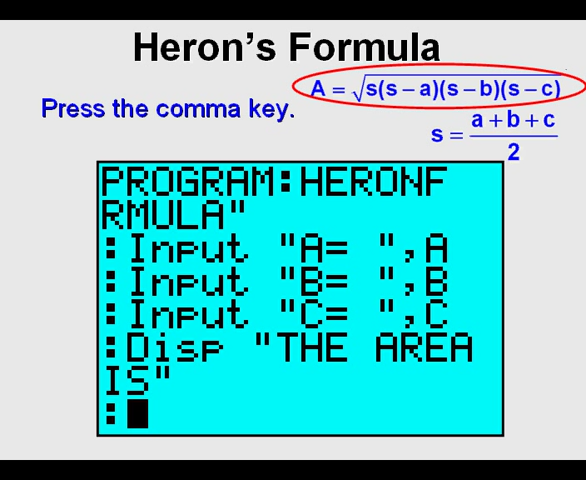 Heron's Formula
A = √s(s – a)(s – b)(s – c)
Press the comma key.
s = a + b + c
2
PROGRAM:HERONF
RMULA"
:Input "A= ",A
:Input "B= ",B
:Input "C= ",C
:Disp "THE AREA
IS"
: